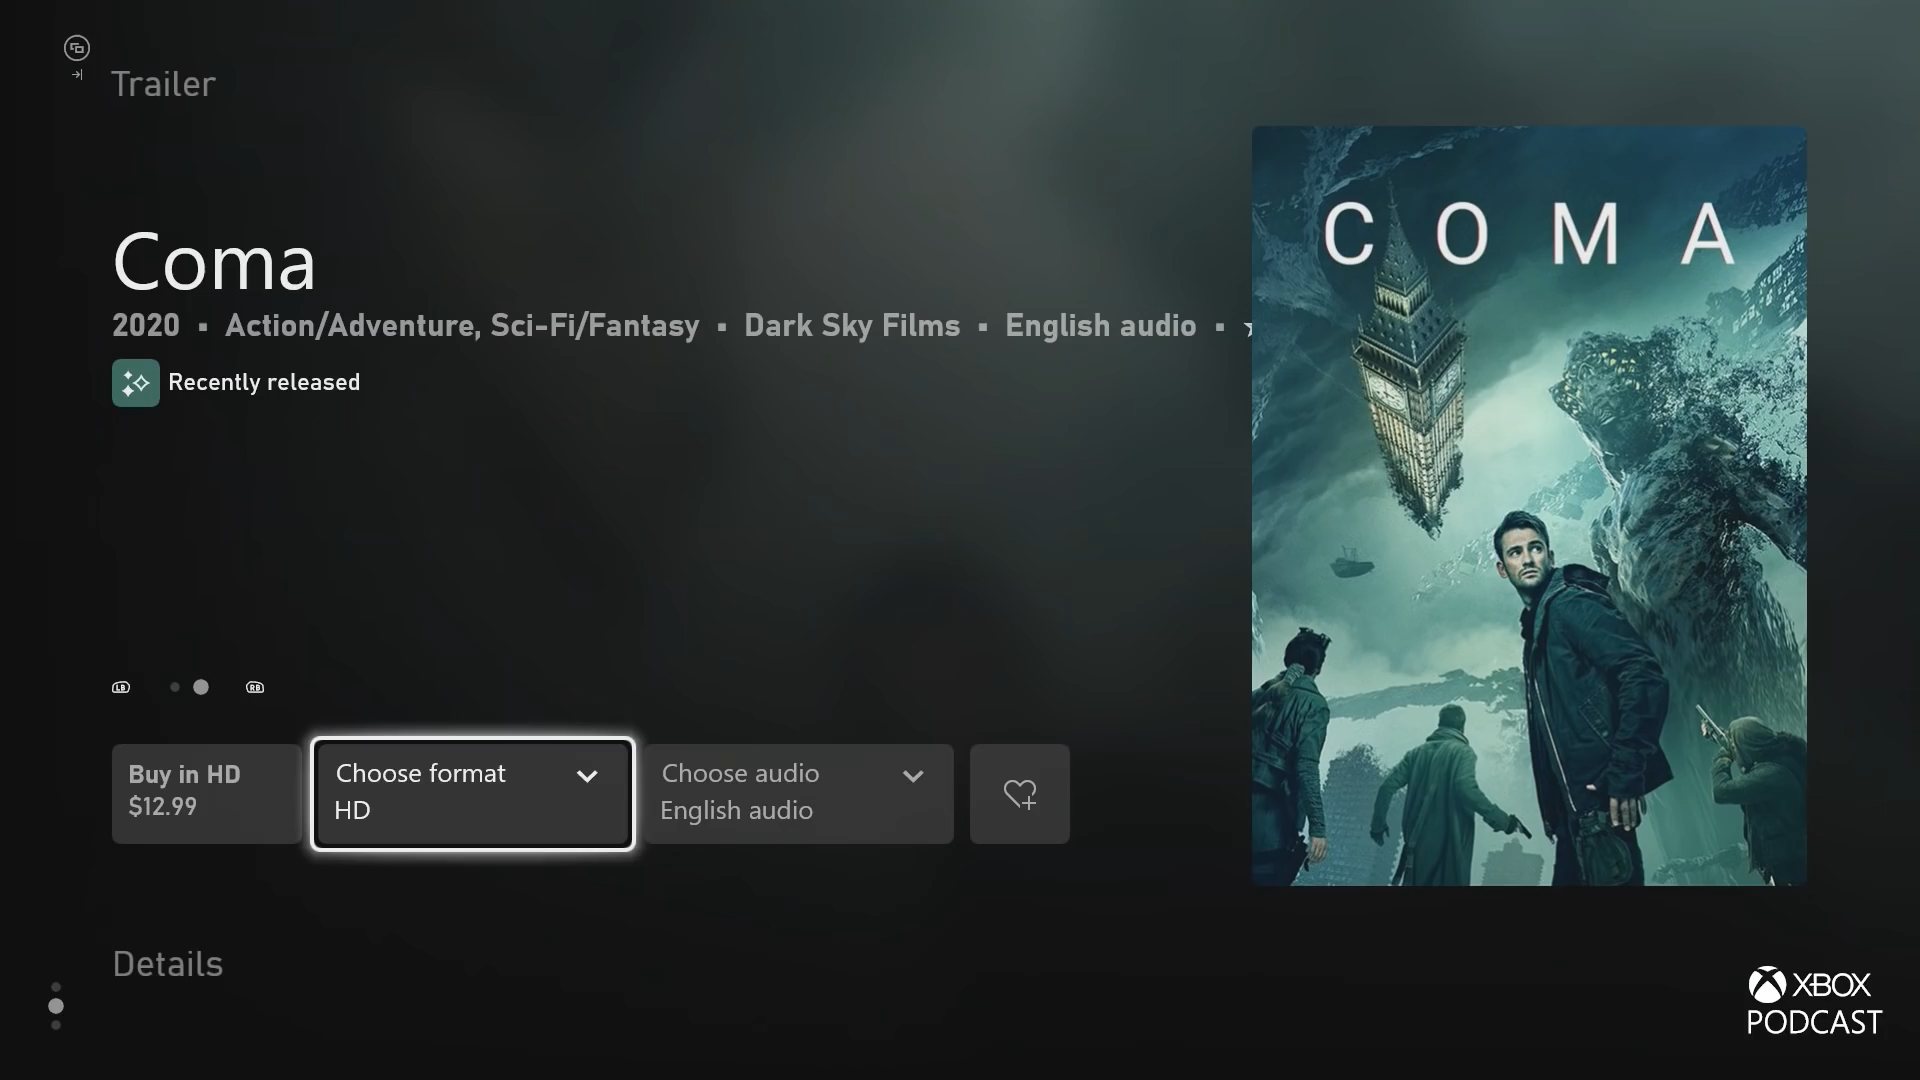 Trailer
Coma
2020 ▪ Action/Adventure, Sci-Fi/Fantasy ▪ Dark Sky Films ▪ English audio ▪
Recently released
LB RB
Buy in HD
$12.99
Choose format
HD
Choose audio
English audio
Details
COMA
XBOX
PODCAST